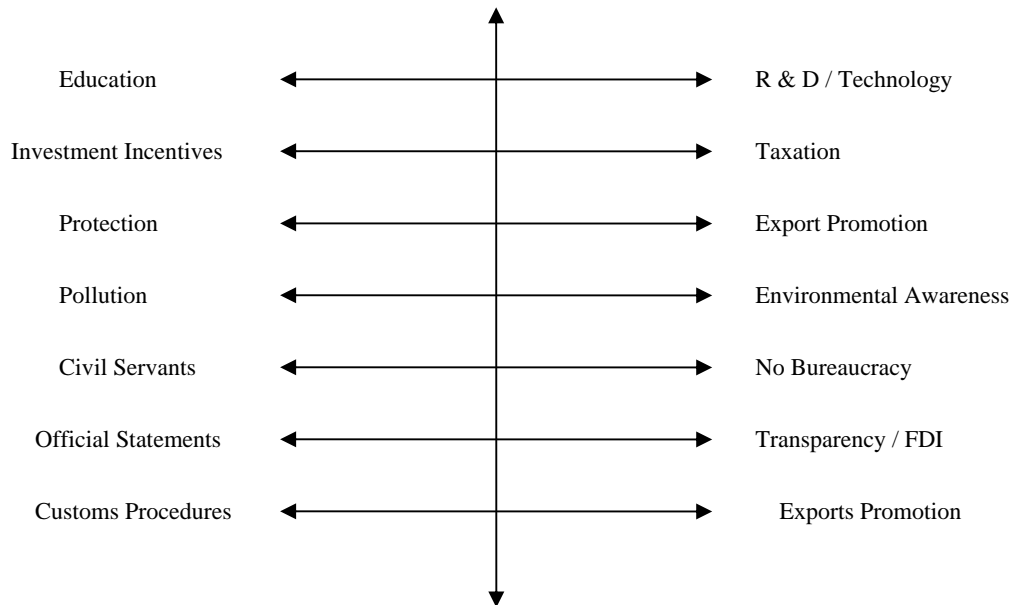 Education R & D / Technology
Investment Incentives Taxation
Protection Export Promotion
Pollution Environmental Awareness
Civil Servants No Bureaucracy
Official Statements Transparency / FDI
Customs Procedures Exports Promotion